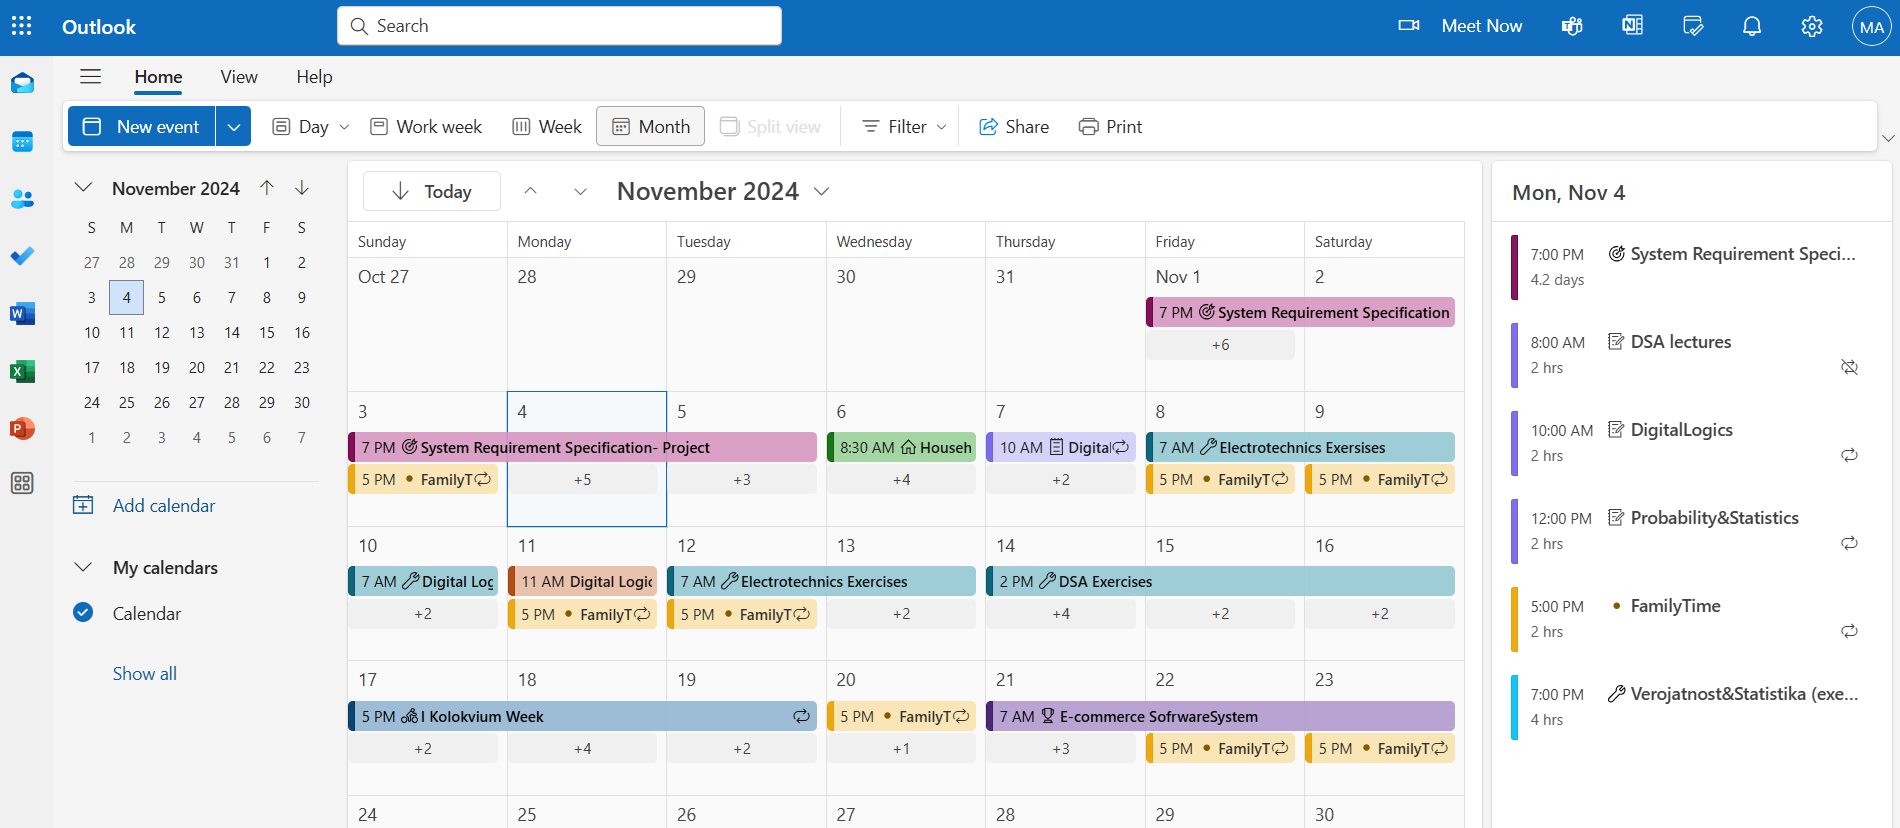 Outlook
Search
Meet Now
MA
Home View Help
New event Day Work week Week Month Split view Filter Share Print
November 2024
S M T W T F S
27 28 29 30 31 1 2
3 4 5 6 7 8 9
10 11 12 13 14 15 16
17 18 19 20 21 22 23
24 25 26 27 28 29 30
1 2 3 4 5 6 7
Add calendar
My calendars
Calendar
Show all
Today November 2024
Sunday Monday Tuesday Wednesday Thursday Friday Saturday
Oct 27 28 29 30 31 Nov 1 2
7 PM System Requirement Specification
+6
3 4 5 6 7 8 9
7 PM System Requirement Specification- Project 8:30 AM Househ 10 AM Digital 7 AM Electrotechnics Exersises
5 PM • FamilyT +5 +3 +4 +2 5 PM • FamilyT 5 PM • FamilyT
10 11 12 13 14 15 16
7 AM Digital Log 11 AM Digital Logic 7 AM Electrotechnics Exercises 2 PM DSA Exercises
+2 5 PM • FamilyT 5 PM • FamilyT +2 +4 +2 +2
17 18 19 20 21 22 23
5 PM I Kolokvium Week 5 PM • FamilyT 7 AM E-commerce SofrwareSystem
+2 +4 +2 +1 +3 5 PM • FamilyT 5 PM • FamilyT
24 25 26 27 28 29 30
Mon, Nov 4
7:00 PM System Requirement Speci...
4.2 days
8:00 AM DSA lectures
2 hrs
10:00 AM DigitalLogics
2 hrs
12:00 PM Probability&Statistics
2 hrs
5:00 PM • FamilyTime
2 hrs
7:00 PM Verojatnost&Statistika (exe...
4 hrs